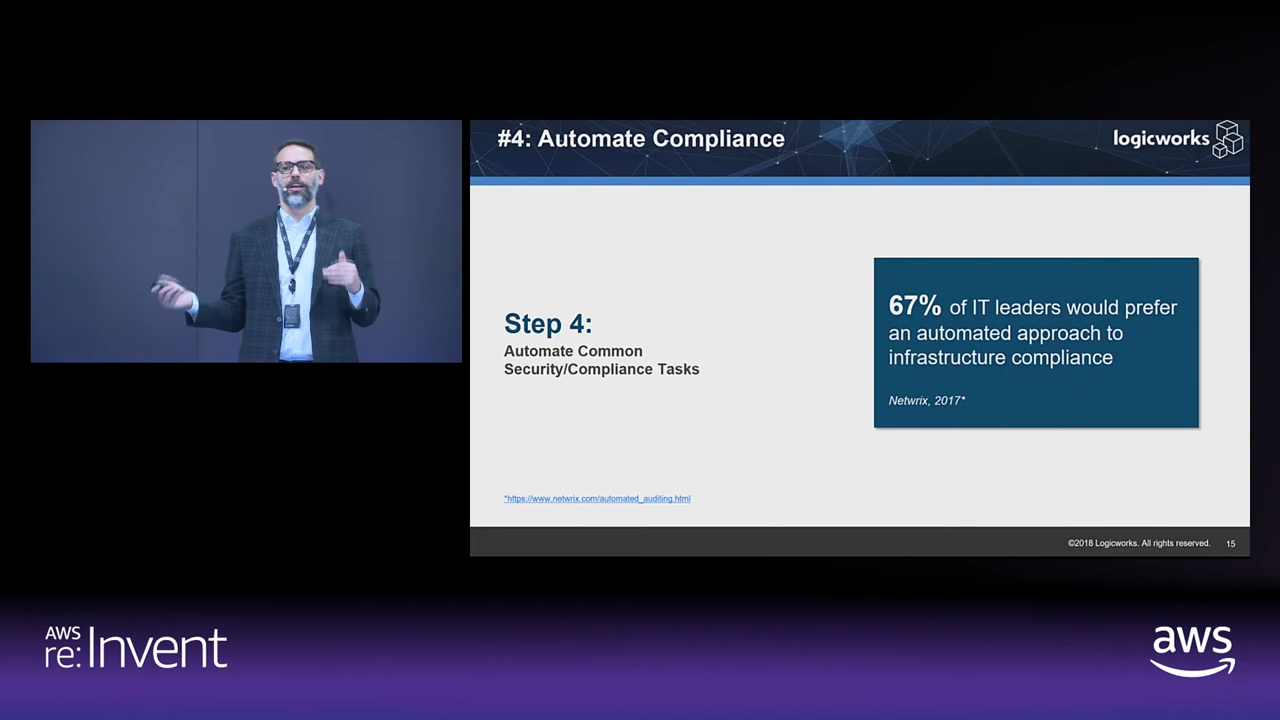 #4: Automate Compliance
logicworks
Step 4:
Automate Common
Security/Compliance Tasks
67% of IT leaders would prefer
an automated approach to
infrastructure compliance
Netwrix, 2017*
*https://www.netwrix.com/automated_auditing.html
©2018 Logicworks. All rights reserved. 15
AWS
re:Invent
aws